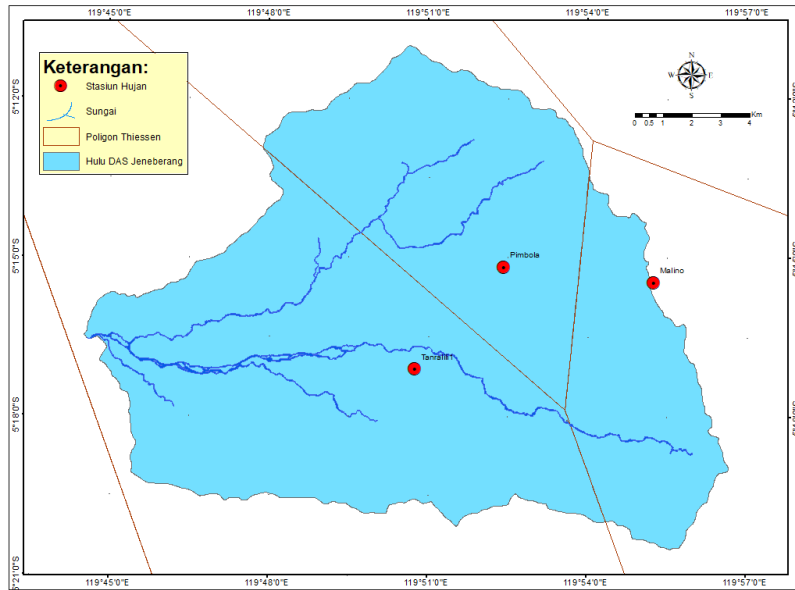 119°45'0"E 119°48'0"E 119°51'0"E 119°54'0"E 119°57'0"E
Keterangan:
Stasiun Hujan
Sungai
Poligon Thiessen
Hulu DAS Jeneberang
N
W E
S
0 0.5 1 2 3 4 Km
5°12'0"S
5°15'0"S
Pimbola
Malino
5°18'0"S
5°21'0"S
119°45'0"E 119°48'0"E 119°51'0"E 119°54'0"E 119°57'0"E